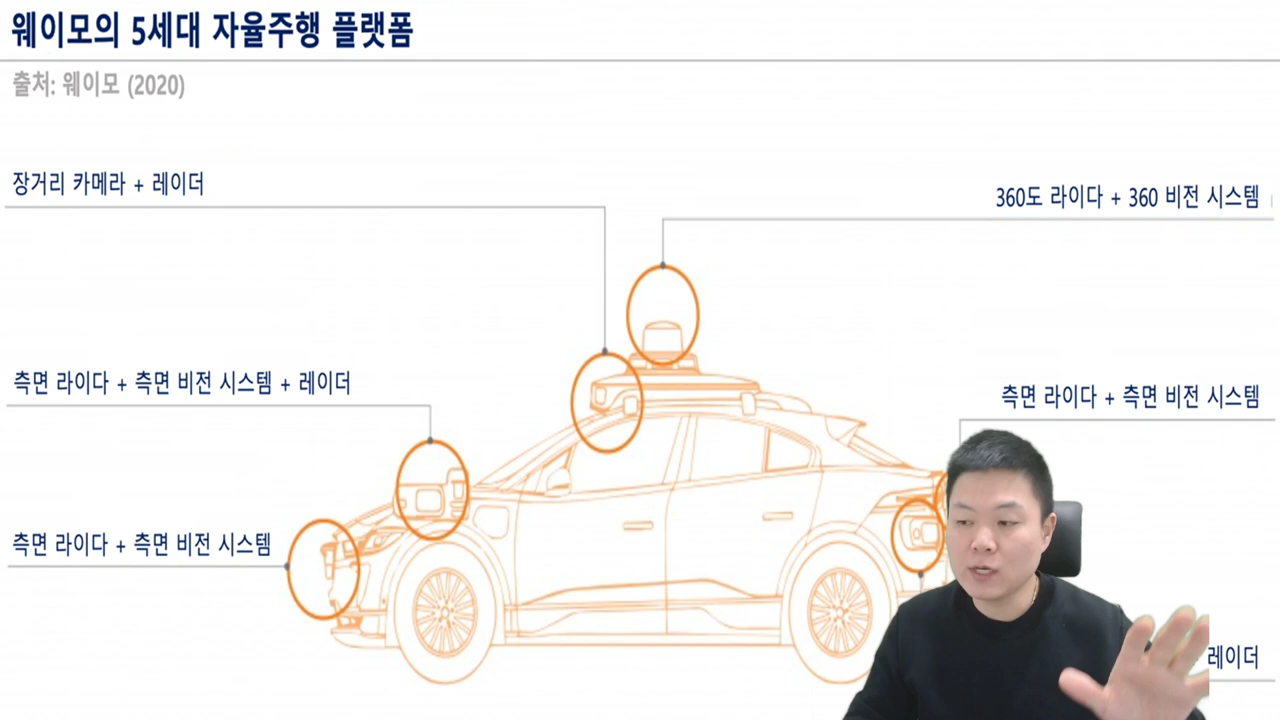 웨이모의 5세대 자율주행 플랫폼
출처: 웨이모 (2020)
장거리 카메라 + 레이더
360도 라이다 + 360 비전 시스템
측면 라이다 + 측면 비전 시스템 + 레이더
측면 라이다 + 측면 비전 시스템
측면 라이다 + 측면 비전 시스템
레이더